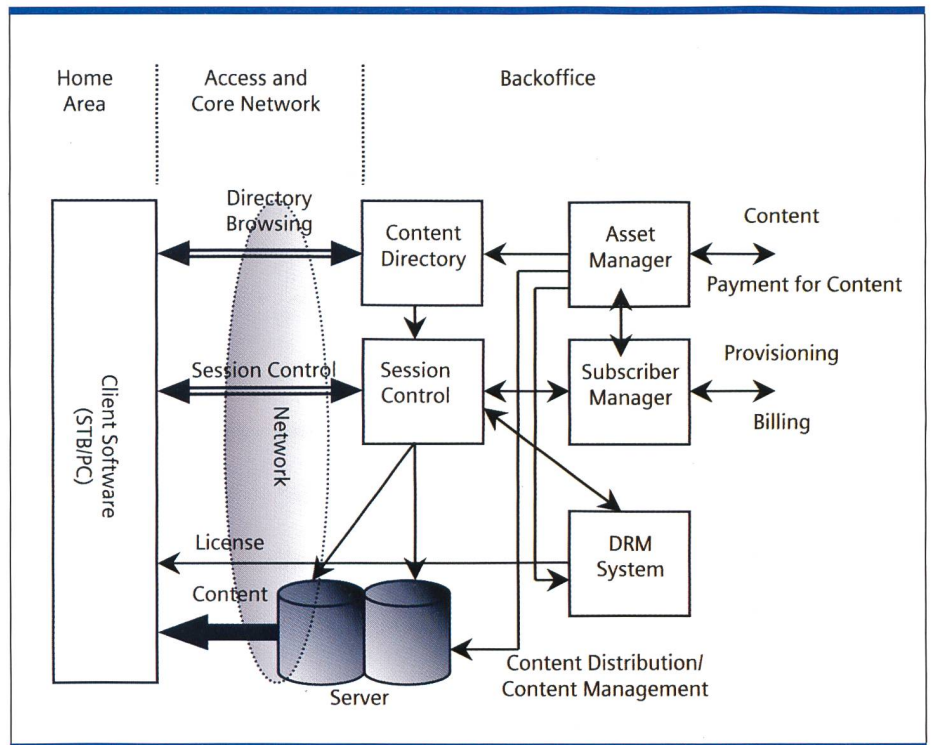 Home
Area
Access and
Core Network
Backoffice
Directory
Browsing
Content
Directory
Asset
Manager
Content
Payment for Content
Session Control
Session
Control
Subscriber
Manager
Provisioning
Billing
Client Software
(STB/PC)
Network
License
DRM
System
Content
Server
Content Distribution/
Content Management